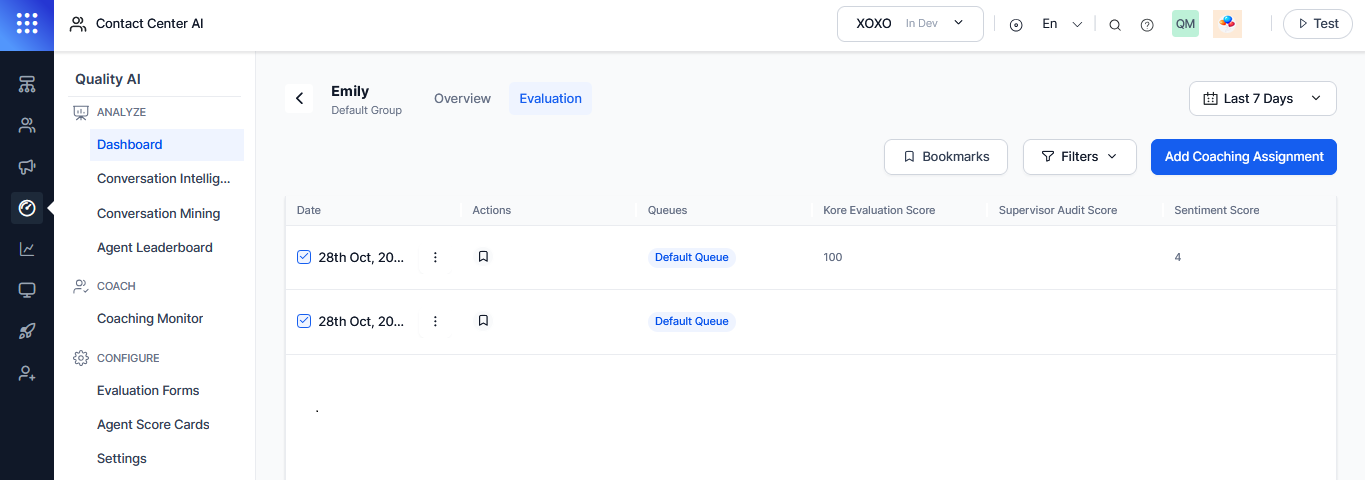 Contact Center AI
XOXO In Dev
En
QM
Test
Quality AI
ANALYZE
Dashboard
Conversation Intellig...
Conversation Mining
Agent Leaderboard
COACH
Coaching Monitor
CONFIGURE
Evaluation Forms
Agent Score Cards
Settings
Emily
Default Group
Overview
Evaluation
Last 7 Days
Bookmarks
Filters
Add Coaching Assignment
Date Actions Queues Kore Evaluation Score Supervisor Audit Score Sentiment Score
28th Oct, 20... Default Queue 100 4
28th Oct, 20... Default Queue
.